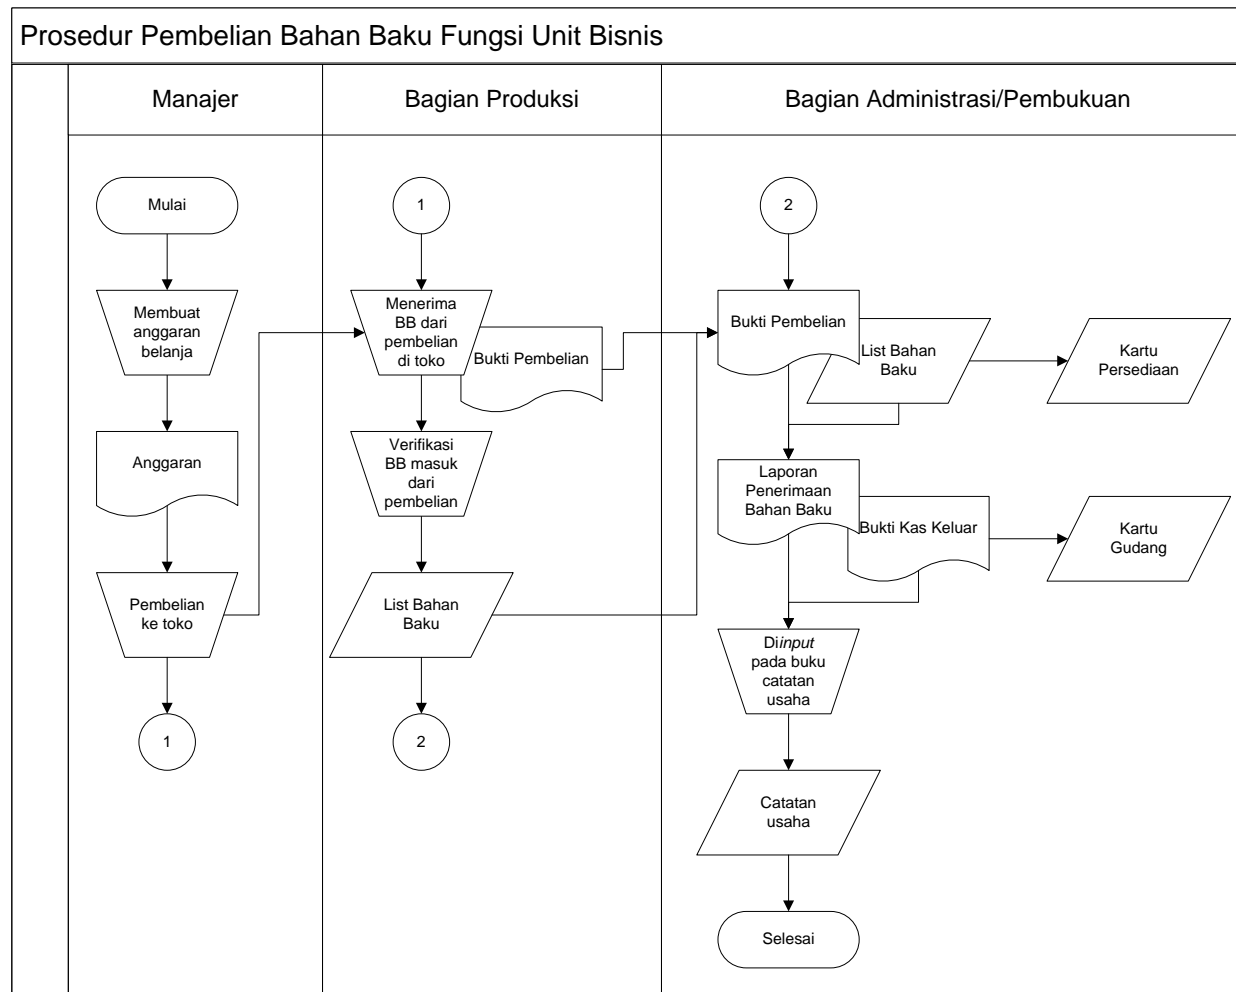 Prosedur Pembelian Bahan Baku Fungsi Unit Bisnis
Manajer
Bagian Produksi
Bagian Administrasi/Pembukuan
Mulai
Membuat
anggaran
belanja
Anggaran
Pembelian
ke toko
1
1
Menerima
BB dari
pembelian
di toko
Bukti Pembelian
Verifikasi
BB masuk
dari
pembelian
List Bahan
Baku
2
2
Bukti Pembelian
List Bahan
Baku
Kartu
Persediaan
Laporan
Penerimaan
Bahan Baku
Bukti Kas Keluar
Kartu
Gudang
Diinput
pada buku
catatan
usaha
Catatan
usaha
Selesai